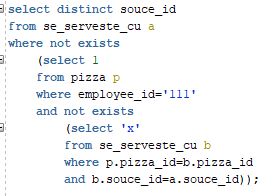 select distinct souce_id
from se_serveste_cu a
where not exists
(select 1
from pizza p
where employee_id='111'
and not exists
(select 'x'
from se_serveste_cu b
where p.pizza_id=b.pizza_id
and b.souce_id=a.souce_id));